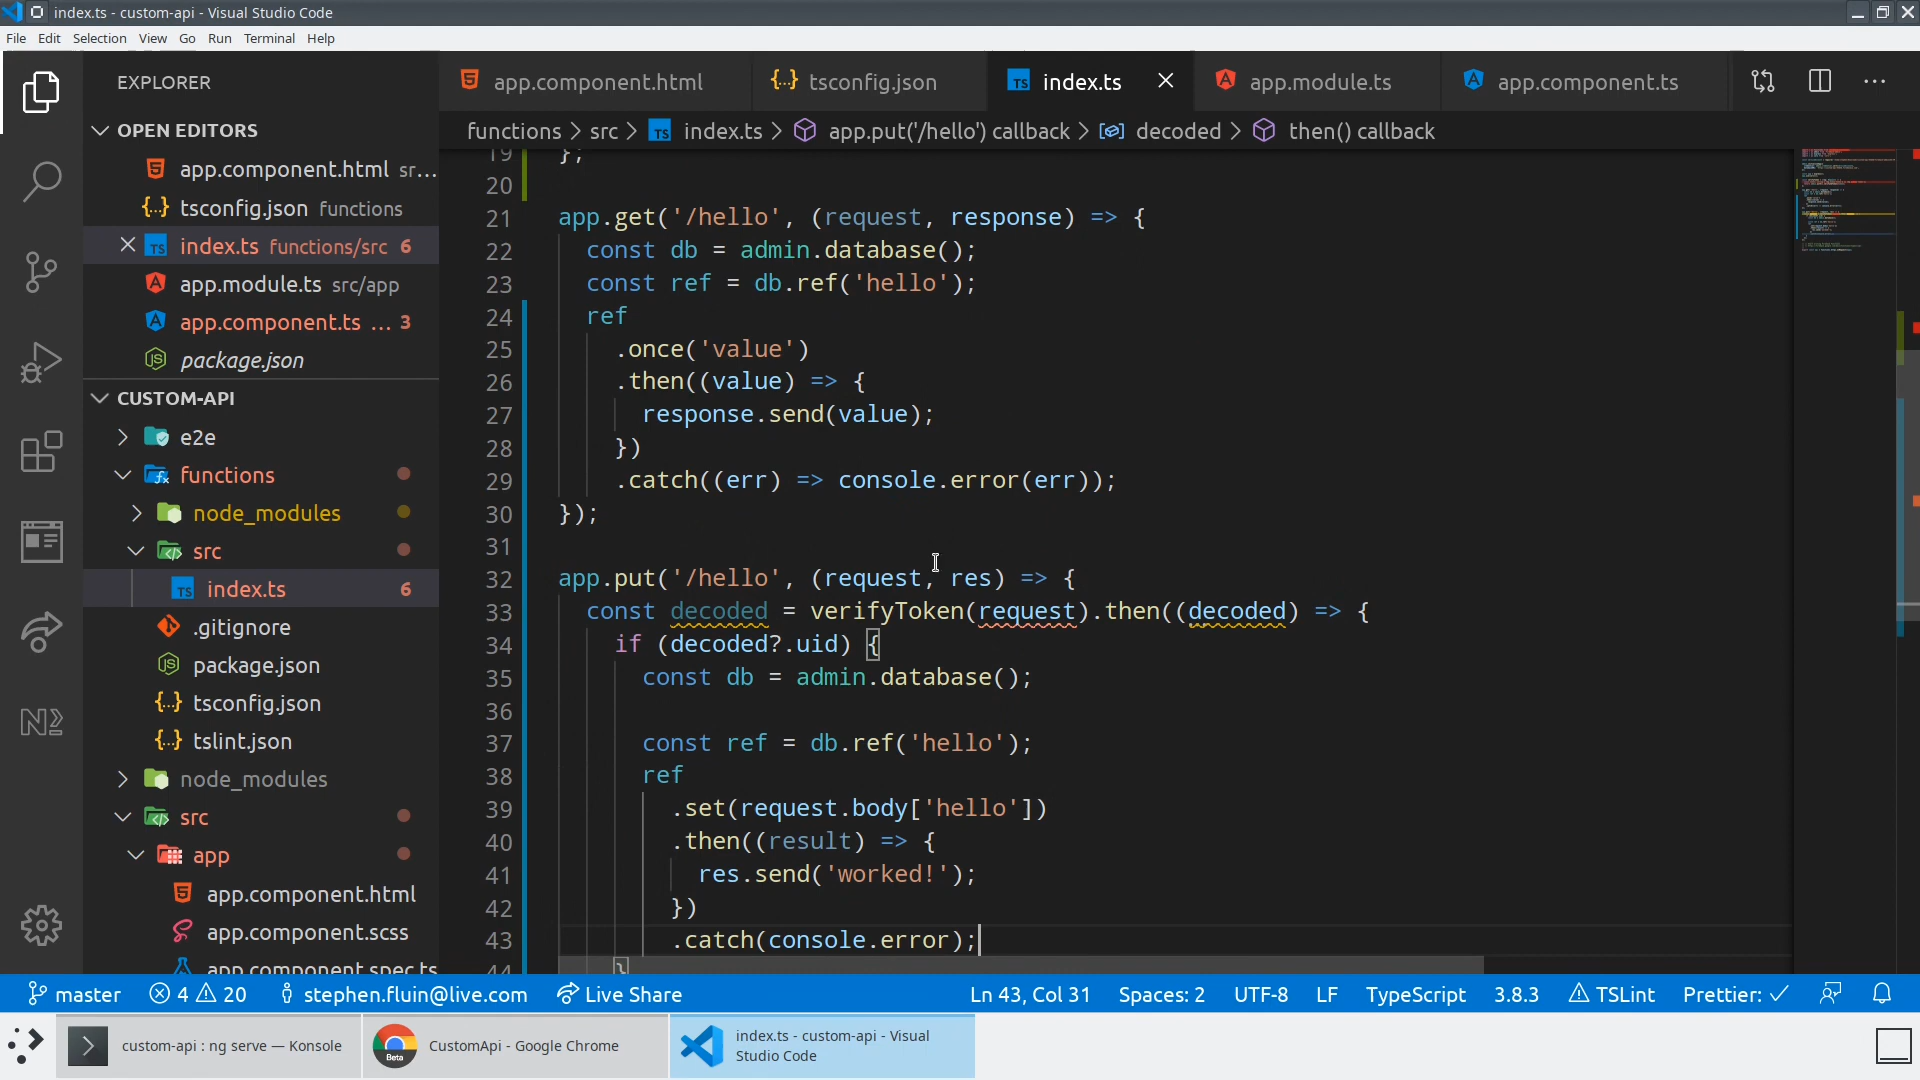 index.ts - custom-api - Visual Studio Code
File Edit Selection View Go Run Terminal Help
EXPLORER
OPEN EDITORS
app.component.html sr...
tsconfig.json functions
index.ts functions/src 6
app.module.ts src/app
app.component.ts ... 3
package.json
CUSTOM-API
e2e
functions
node_modules
src
index.ts 6
.gitignore
package.json
tsconfig.json
tslint.json
node_modules
src
app
app.component.html
app.component.scss
app.component.spec.ts
app.component.html tsconfig.json index.ts app.module.ts app.component.ts
functions > src > index.ts > app.put('/hello') callback > decoded > then() callback
19 };
20
21 app.get('/hello', (request, response) => {
22 const db = admin.database();
23 const ref = db.ref('hello');
24 ref
25 .once('value')
26 .then((value) => {
27 response.send(value);
28 })
29 .catch((err) => console.error(err));
30 });
31
32 app.put('/hello', (request, res) => {
33 const decoded = verifyToken(request).then((decoded) => {
34 if (decoded?.uid) {
35 const db = admin.database();
36
37 const ref = db.ref('hello');
38 ref
39 .set(request.body['hello'])
40 .then((result) => {
41 res.send('worked!');
42 })
43 .catch(console.error);
44 }
master 4 20 stephen.fluin@live.com Live Share Ln 43, Col 31 Spaces: 2 UTF-8 LF TypeScript 3.8.3 TSLint Prettier: ✓
custom-api : ng serve — Konsole
CustomApi - Google Chrome
index.ts - custom-api - Visual
Studio Code